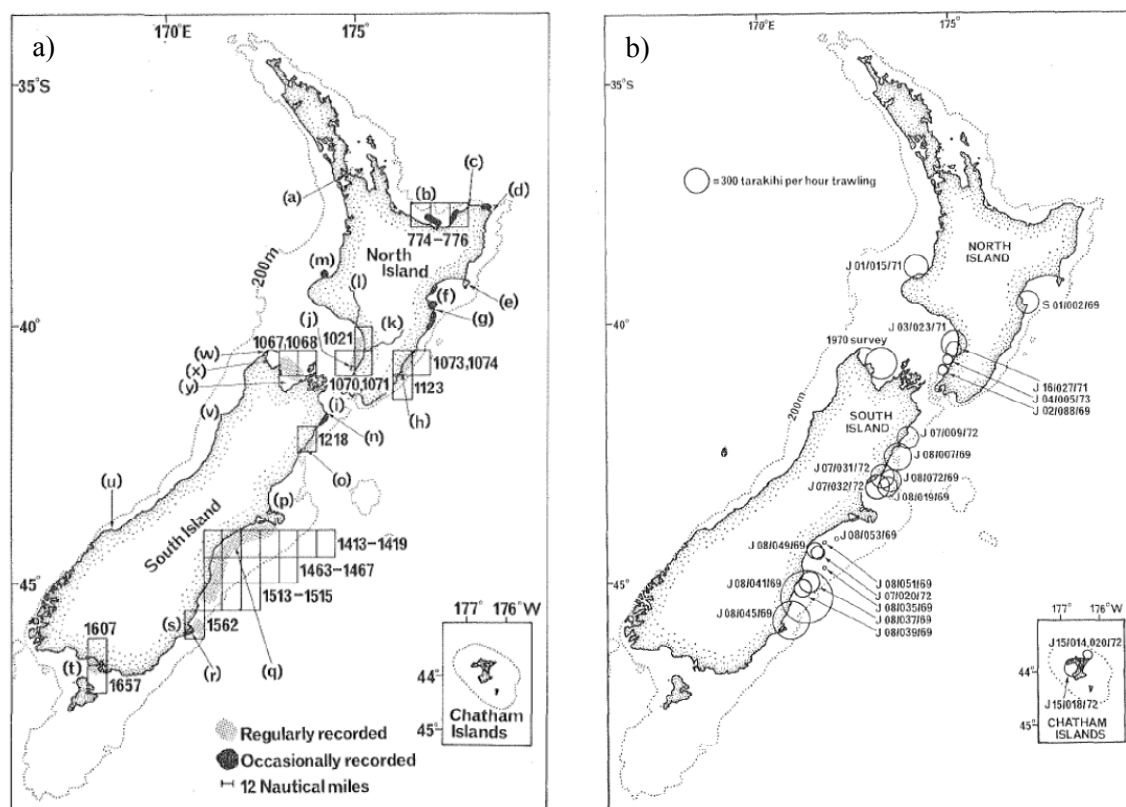 a)
170°E
175°
35°S
(a)
(b)
(c)
(d)
774–776
North
Island
(m)
(l)
200m
(f)
(e)
(g)
40°
(j)
(k)
(w)
1067,1068
1021
(x)
1073,1074
(y)
1070,1071
1123
(i)
(h)
(v)
(n)
1218
(o)
(u)
(p)
South Island
1413–1419
1463–1467
45°
1513–1515
(s)
1562
1607
(t)
(r)
(q)
1657
177°
176°W
44°
Chatham
Islands
45°
Regularly recorded
Occasionally recorded
12 Nautical miles
b)
170°E
175°
35°S
= 300 tarakihi per hour trawling
NORTH
ISLAND
J 01/015/71
S 01/002/69
40°
J 03/023/71
1970 survey
J 16/027/71
J 04/005/73
J 02/088/69
200m
SOUTH
ISLAND
J 07/009/72
J 08/007/69
J 07/031/72
J 08/072/69
J 07/032/72
J 08/019/69
J 08/053/69
J 08/049/69
45°
J 08/041/69
J 08/051/69
J 07/020/72
J 08/035/69
J 08/045/69
J 08/037/69
J 08/039/69
177°
176°W
J15/014,020/72
44°
J15/018/72
45°
CHATHAM
ISLANDS